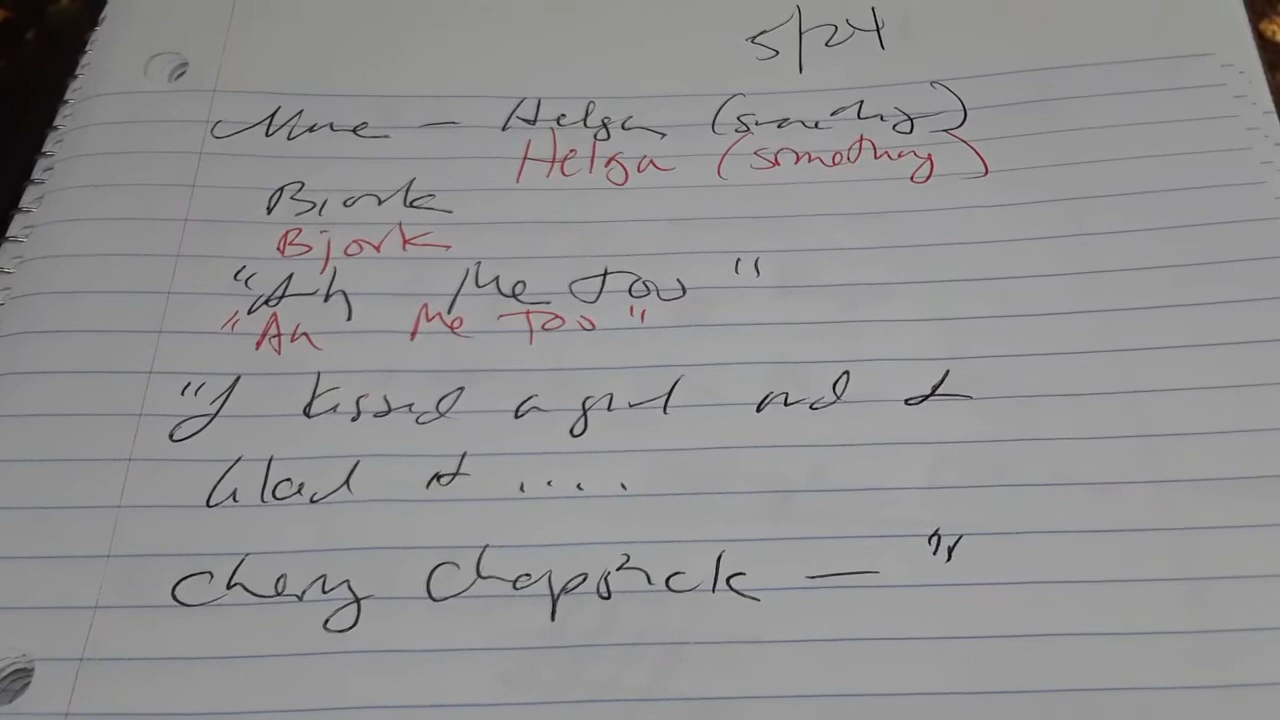 5/24
Mine - Helga (something)
Helga (something)
Bjork
Bjork
"Ah Me Too"
"Ah Me Too"
"I kissed a girl and I
liked it ....
Cherry Chapstick — "